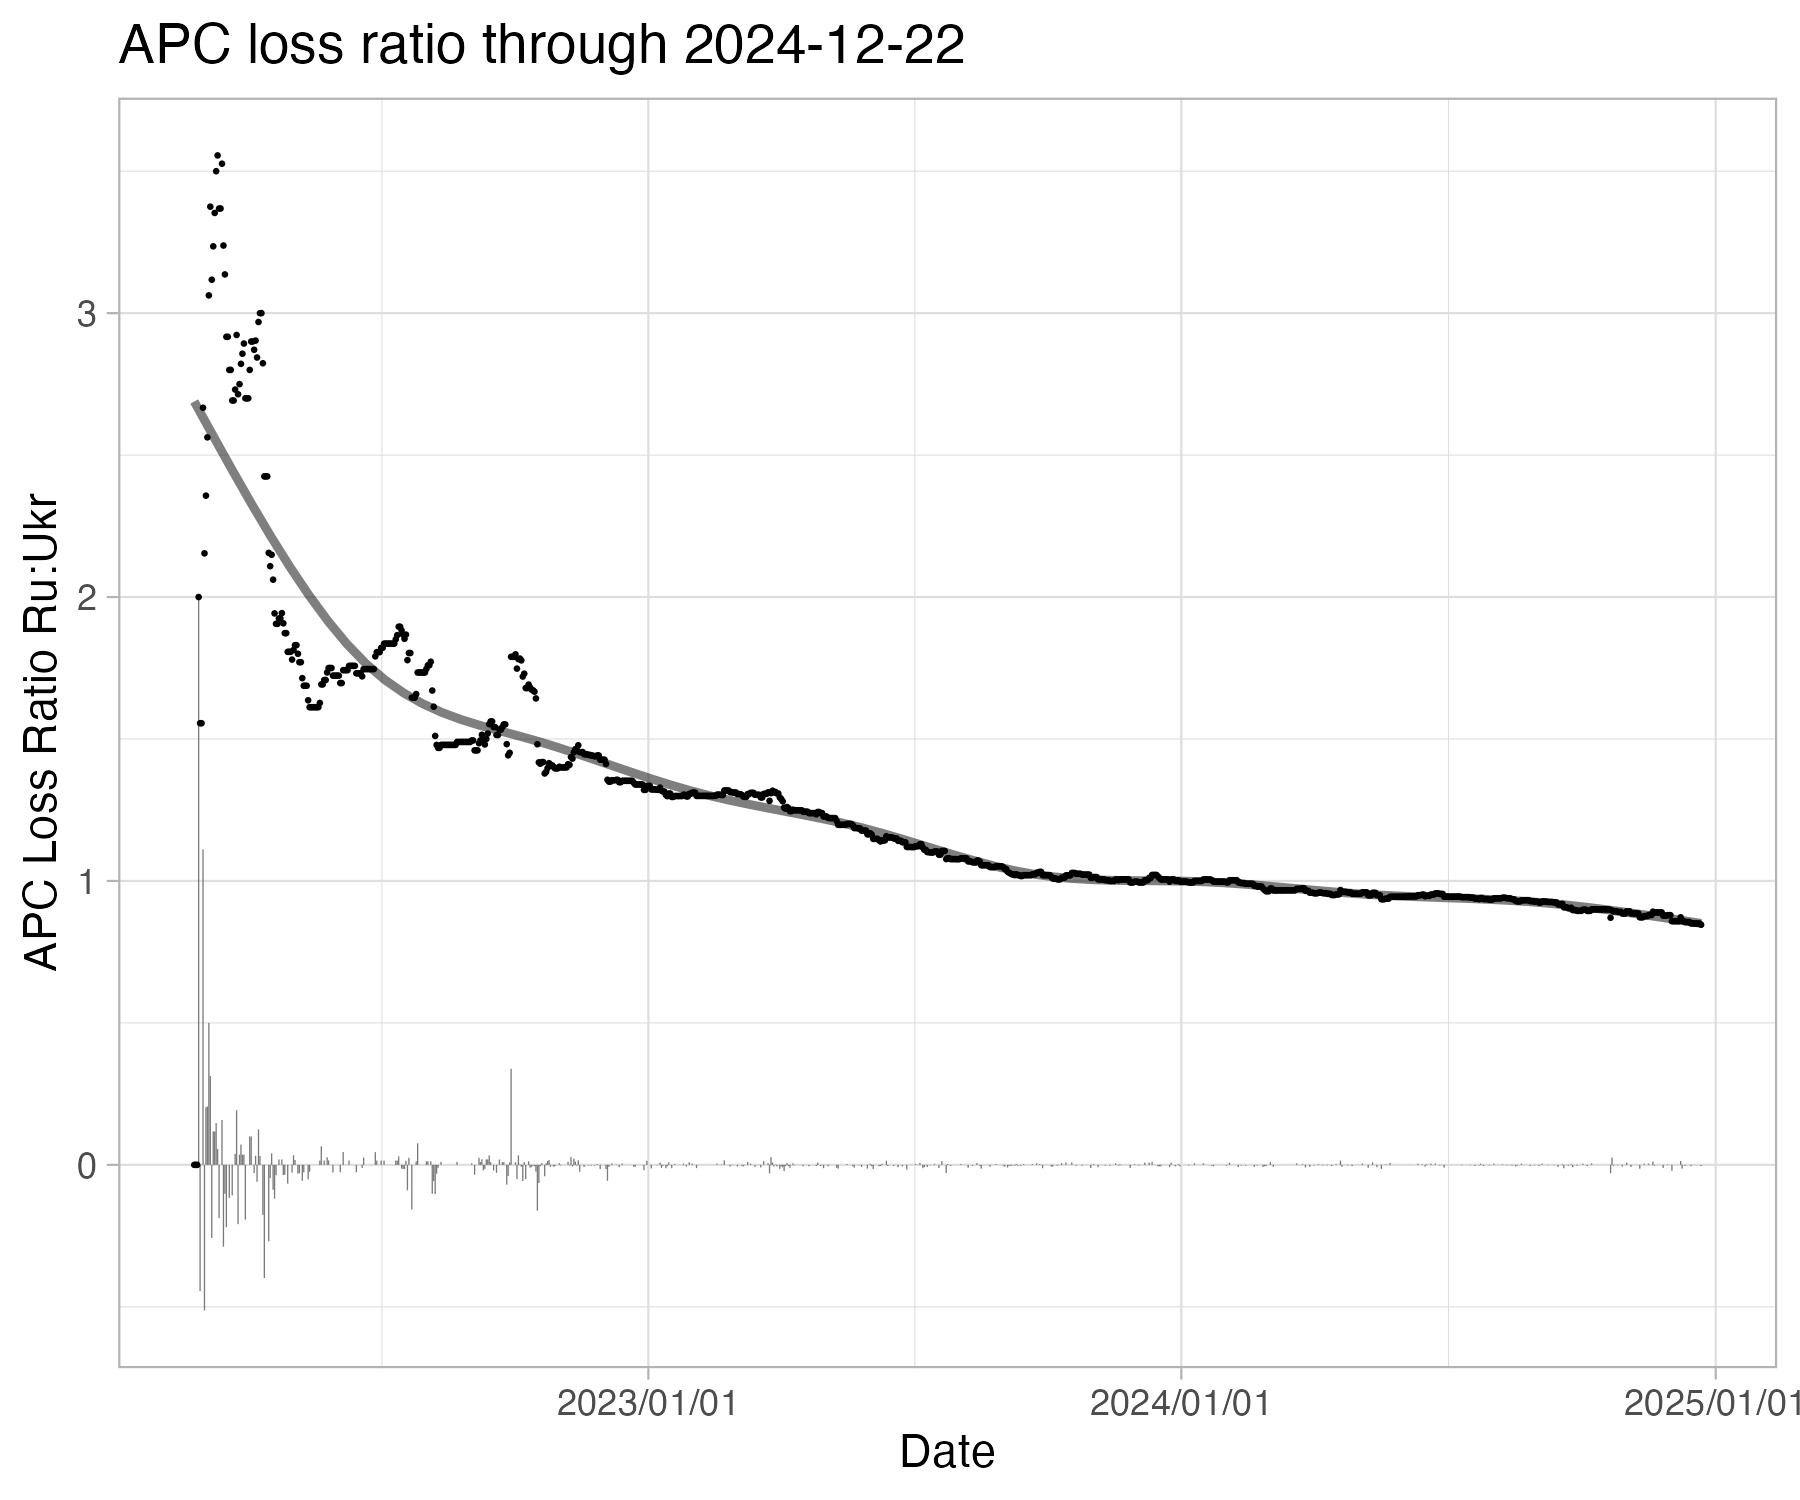 APC loss ratio through 2024-12-22
APC Loss Ratio Ru:Ukr
3
2
1
0
2023/01/01
2024/01/01
2025/01/01
Date